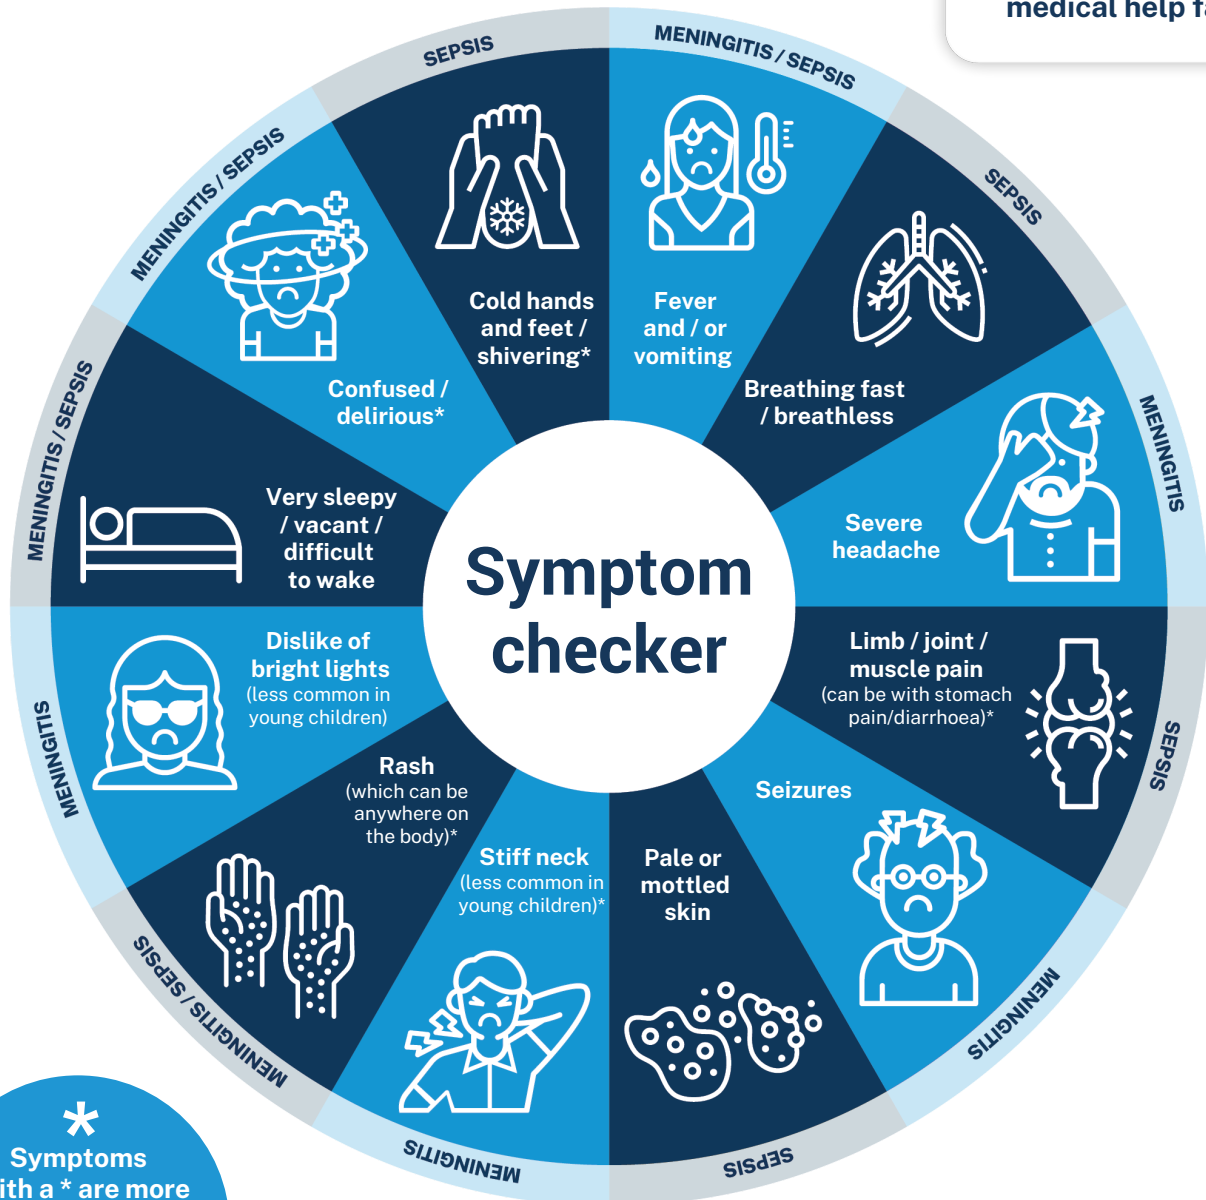 medical help fa
MENINGITIS / SEPSIS
Fever
and / or
vomiting
SEPSIS
Breathing fast
/ breathless
MENINGITIS
Severe
headache
SEPSIS
Limb / joint /
muscle pain
(can be with stomach
pain/diarrhoea)*
MENINGITIS
Seizures
SEPSIS
Pale or
mottled
skin
MENINGITIS
Stiff neck
(less common in
young children)*
MENINGITIS / SEPSIS
Rash
(which can be
anywhere on
the body)*
MENINGITIS
Dislike of
bright lights
(less common in
young children)
MENINGITIS / SEPSIS
Very sleepy
/ vacant /
difficult
to wake
MENINGITIS / SEPSIS
Confused /
delirious*
SEPSIS
Cold hands
and feet /
shivering*
Symptom
checker
*
Symptoms
ith a * are more